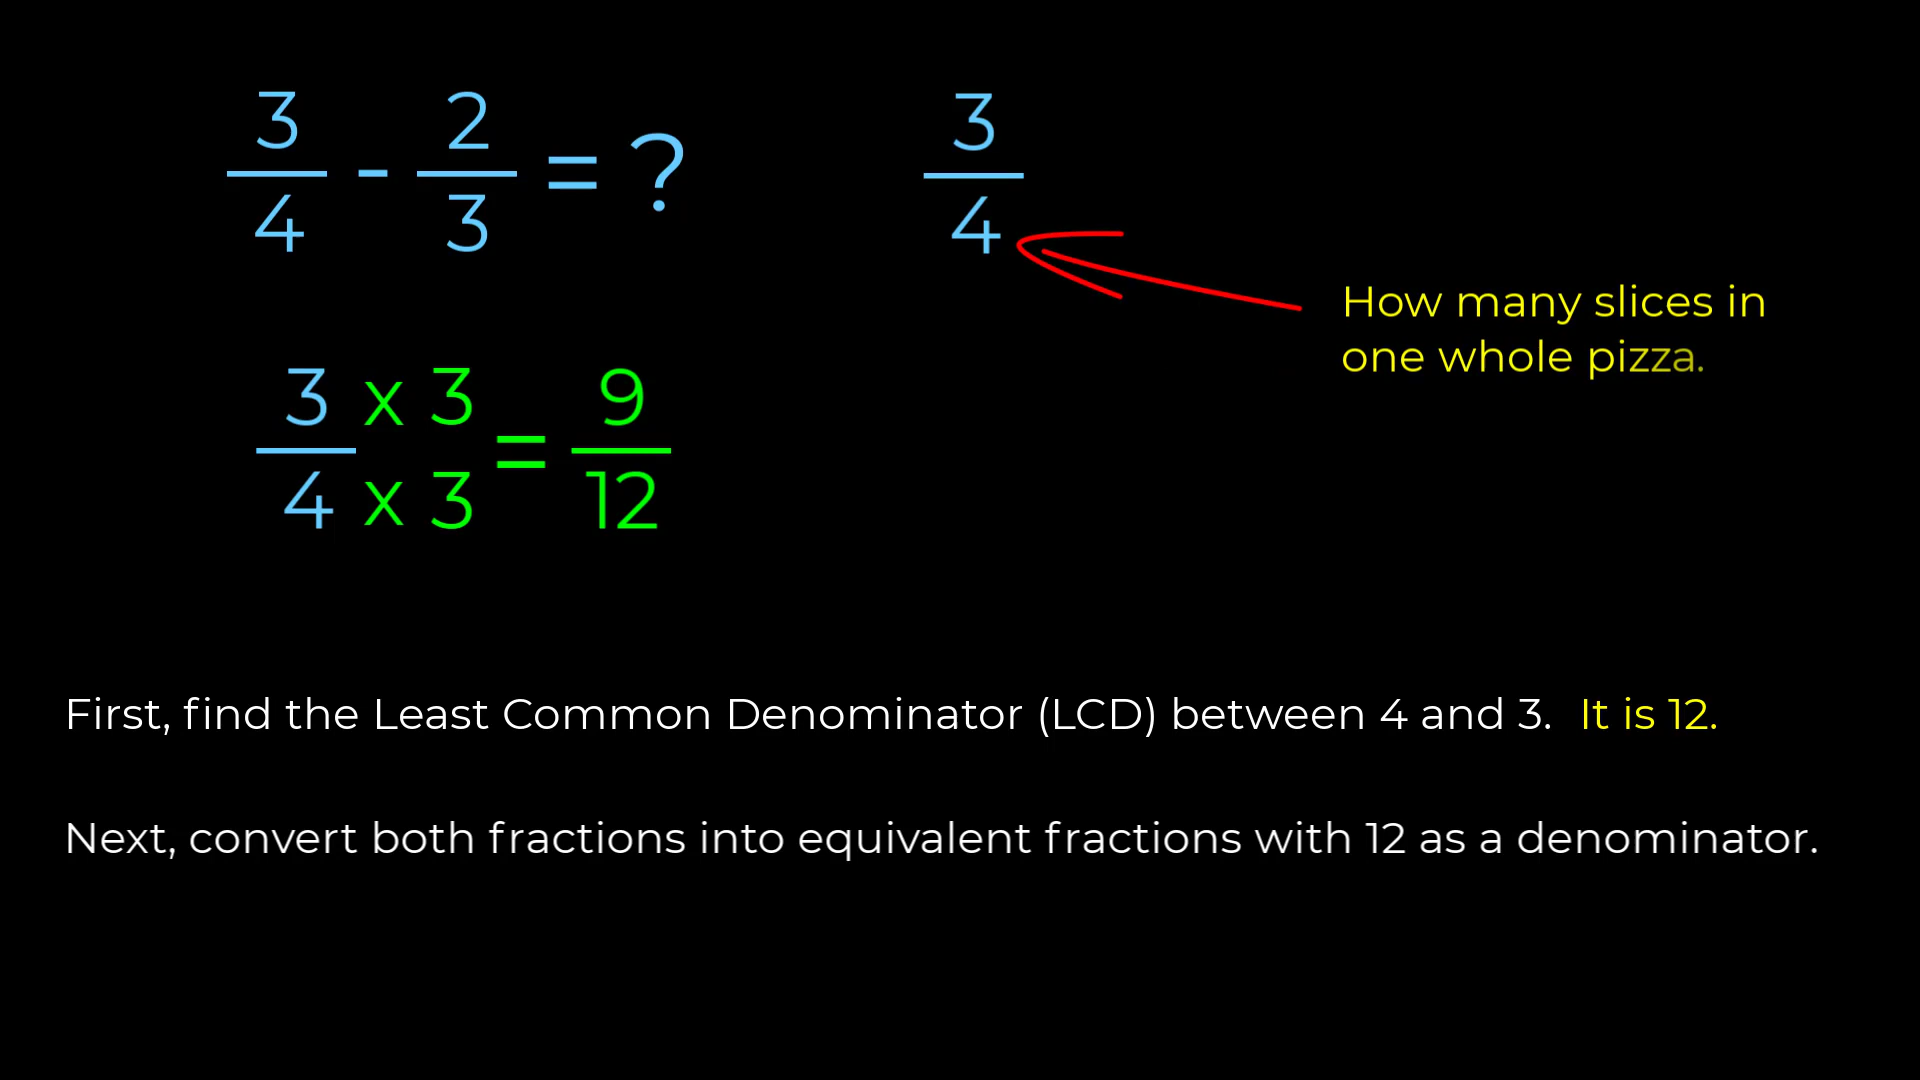 3/4 - 2/3 = ?
3/4
How many slices in
one whole pizza.
3 x 3 / 4 x 3 = 9/12
First, find the Least Common Denominator (LCD) between 4 and 3. It is 12.
Next, convert both fractions into equivalent fractions with 12 as a denominator.